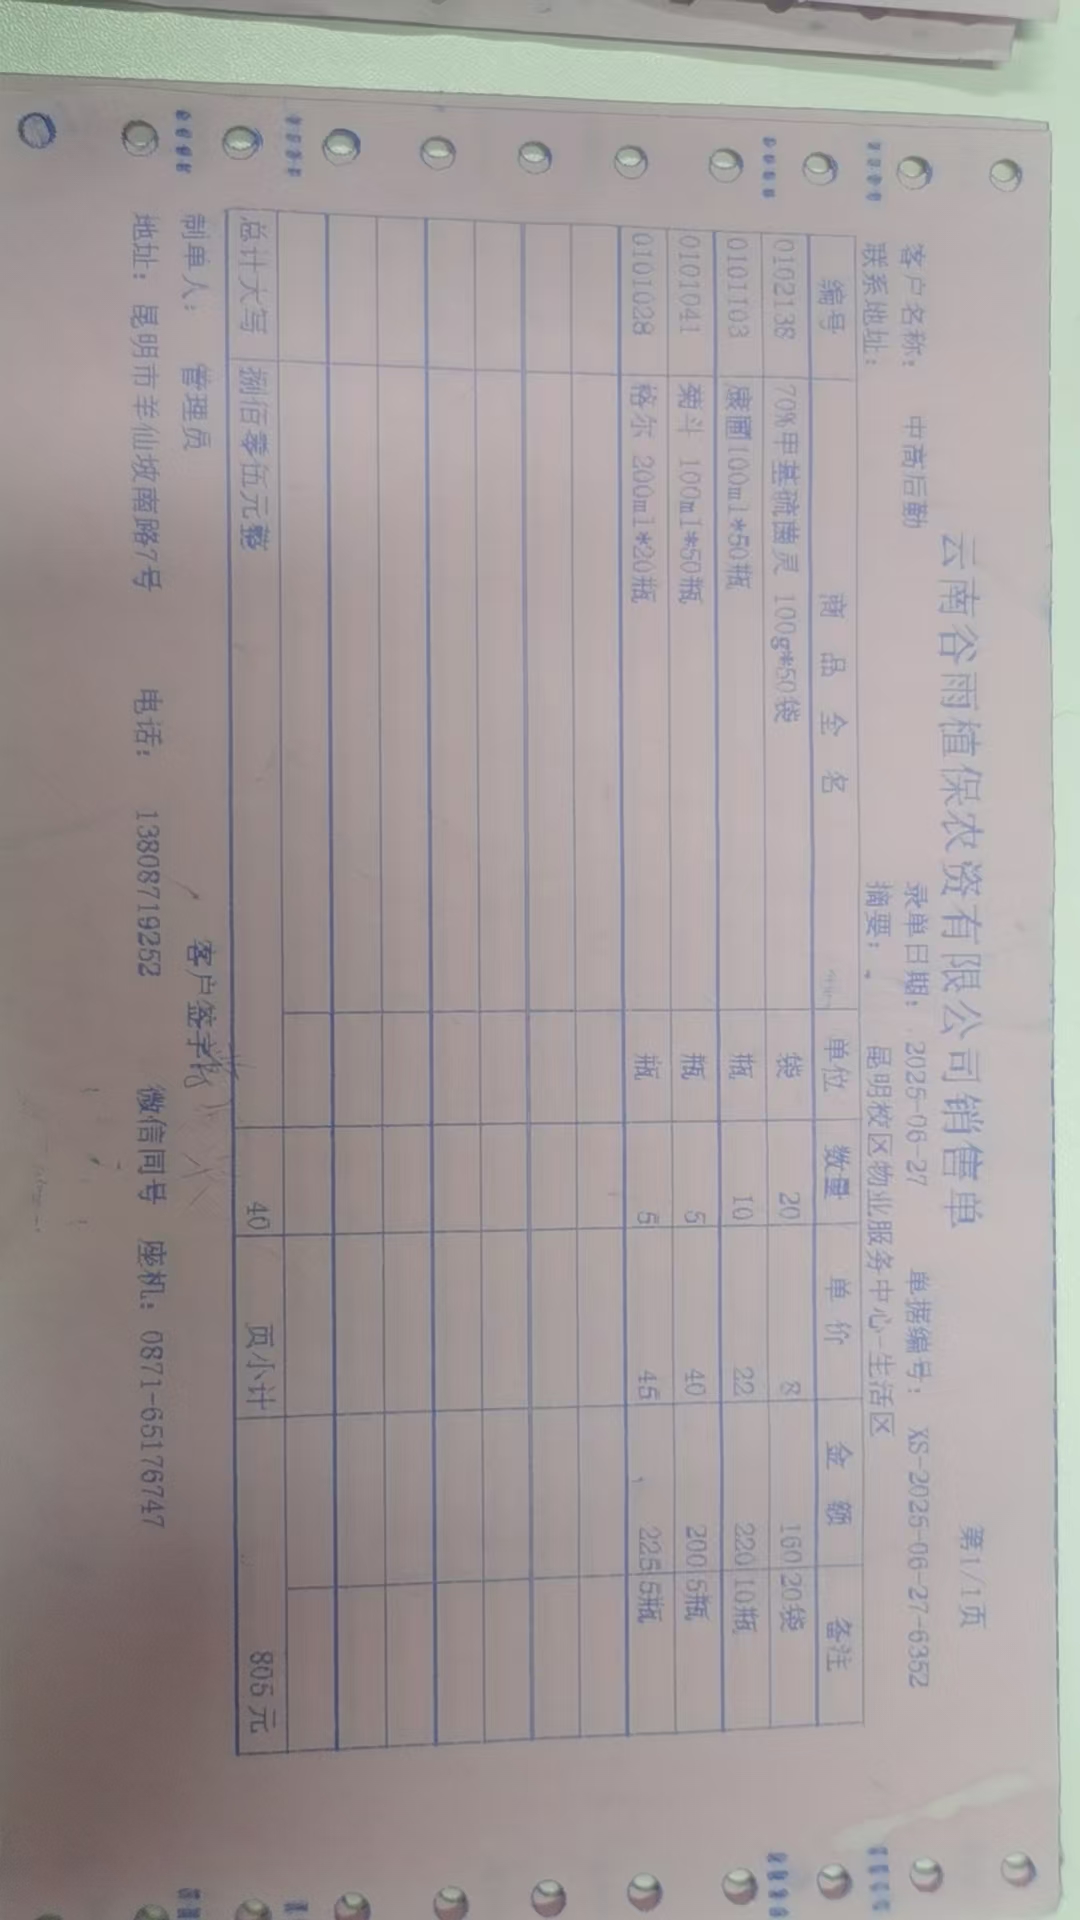 云南谷雨植保农资有限公司销售单
第1/1页
客户名称： 中高后勤 录单日期： 2025-06-27 单据编号： XS-2025-06-27-6352
联系地址： 摘要： 昆明校区物业服务中心-生活区
编号 商品全名 单位 数量 单价 金额 备注
0102138 70%甲基硫菌灵 100g*50袋 袋 20 8 160 20袋
0101103 康圃100ml*50瓶 瓶 10 22 220 10瓶
0101041 菊斗 100ml*50瓶 瓶 5 40 200 5瓶
0101028 格尔 200ml*20瓶 瓶 5 45 225 5瓶
总计大写 捌佰零伍元整 40 页小计 805元
制单人： 管理员 客户签字
地址： 昆明市羊仙坡南路7号 电话： 13808719252 微信同号 座机： 0871-65176747